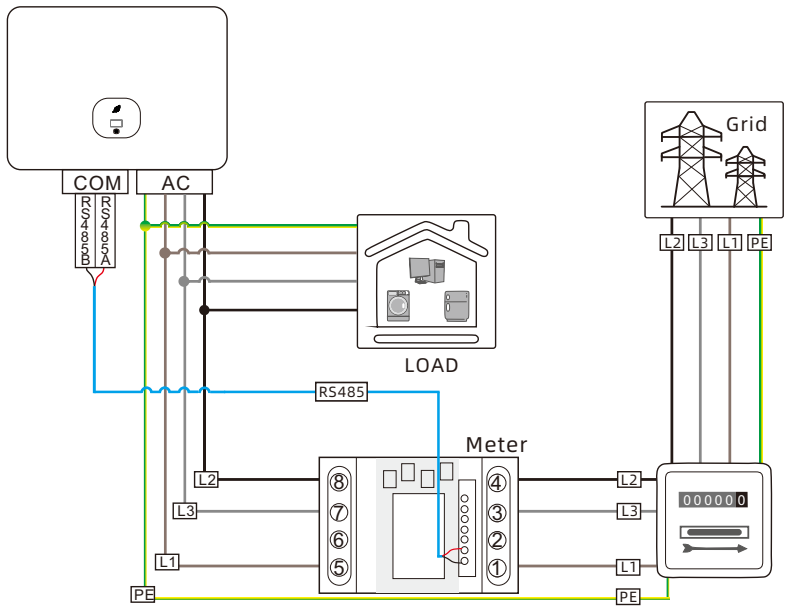 Grid
COM
AC
RS485B
RS485A
L2
L3
L1
PE
LOAD
RS485
Meter
L2
8
4
L2
000000
L3
7
3
L3
6
2
L1
5
1
L1
PE
PE